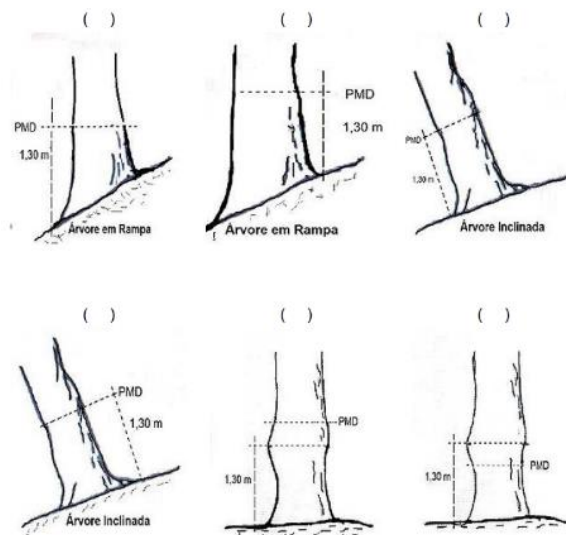 ( ) ( ) ( )
PMD
1,30 m
Árvore em Rampa
PMD
1,30 m
Árvore em Rampa
PMD
1,30 m
Árvore Inclinada
( ) ( ) ( )
PMD
1,30 m
Árvore Inclinada
PMD
1,30 m
1,30 m
PMD